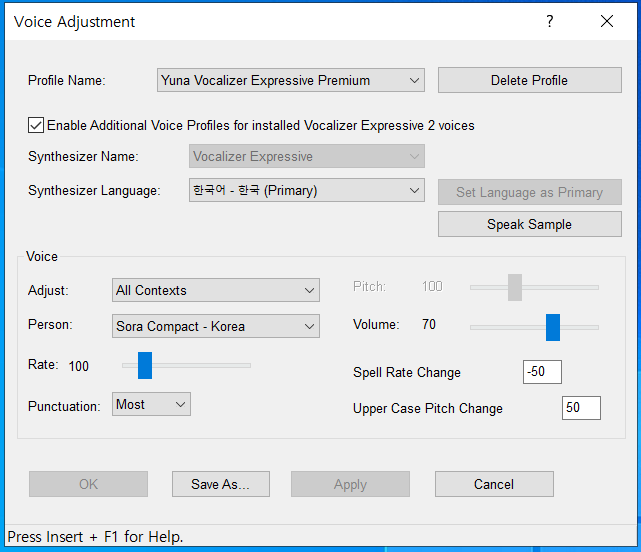 Voice Adjustment ?
Profile Name: Yuna Vocalizer Expressive Premium Delete Profile
Enable Additional Voice Profiles for installed Vocalizer Expressive 2 voices
Synthesizer Name: Vocalizer Expressive
Synthesizer Language: 한국어 - 한국 (Primary) Set Language as Primary
Speak Sample
Voice
Adjust: All Contexts Pitch: 100
Person: Sora Compact - Korea Volume: 70
Rate: 100 Spell Rate Change -50
Punctuation: Most Upper Case Pitch Change 50
OK Save As... Apply Cancel
Press Insert + F1 for Help.